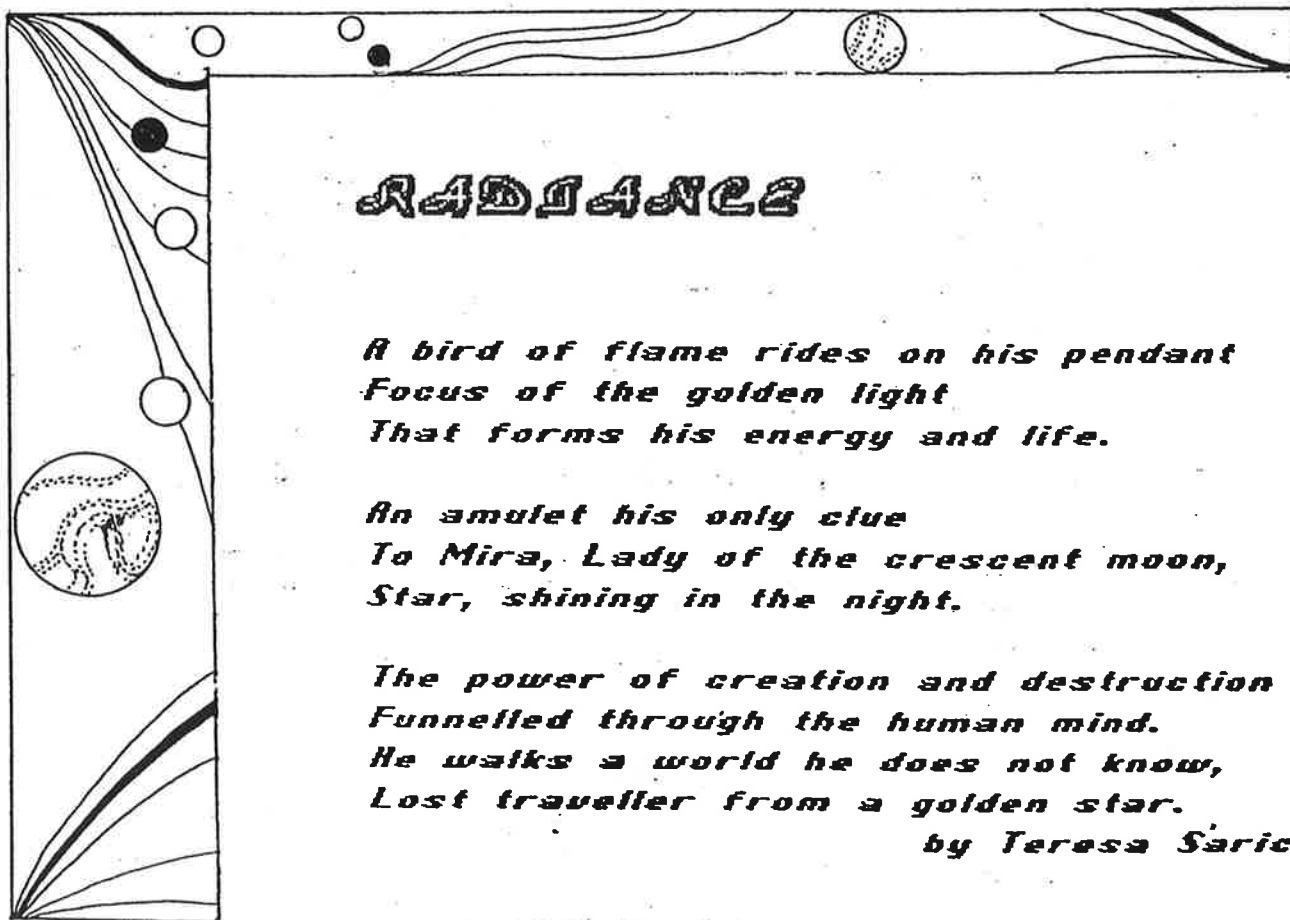 RADIANCE
A bird of flame rides on his pendant
Focus of the golden light
That forms his energy and life.
An amulet his only clue
To Mira, Lady of the crescent moon,
Star, shining in the night.
The power of creation and destruction
Funnelled through the human mind.
He walks a world he does not know,
Lost traveller from a golden star.
by Teresa Saric